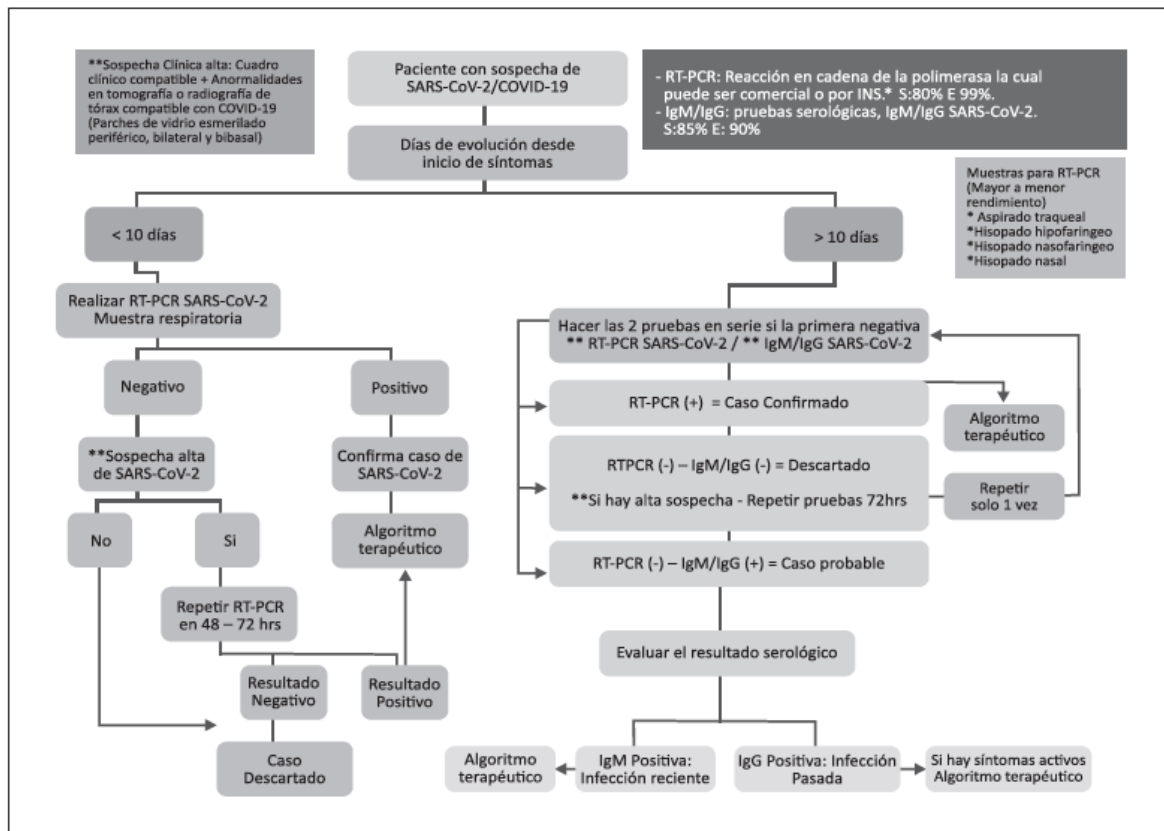 **Sospecha Clínica alta: Cuadro
clínico compatible + Anormalidades
en tomografía o radiografía de
tórax compatible con COVID-19
(Parches de vidrio esmerilado
periférico, bilateral y bibasal)
Paciente con sospecha de
SARS-CoV-2/COVID-19
- RT-PCR: Reacción en cadena de la polimerasa la cual
puede ser comercial o por INS.* S:80% E 99%.
- IgM/IgG: pruebas serológicas, IgM/IgG SARS-CoV-2.
S:85% E: 90%
Días de evolución desde
inicio de síntomas
Muestras para RT-PCR
(Mayor a menor
rendimiento)
* Aspirado traqueal
*Hisopado hipofaringeo
*Hisopado nasofaringeo
*Hisopado nasal
< 10 días
> 10 días
Realizar RT-PCR SARS-CoV-2
Muestra respiratoria
Negativo
Positivo
**Sospecha alta
de SARS-CoV-2
Confirma caso de
SARS-CoV-2
No
Si
Algoritmo
terapéutico
Repetir RT-PCR
en 48 – 72 hrs
Resultado
Negativo
Resultado
Positivo
Caso
Descartado
Hacer las 2 pruebas en serie si la primera negativa
** RT-PCR SARS-CoV-2 / ** IgM/IgG SARS-CoV-2
RT-PCR (+) = Caso Confirmado
Algoritmo
terapéutico
RTPCR (-) – IgM/IgG (-) = Descartado
**Si hay alta sospecha - Repetir pruebas 72hrs
Repetir
solo 1 vez
RT-PCR (-) – IgM/IgG (+) = Caso probable
Evaluar el resultado serológico
Algoritmo
terapéutico
IgM Positiva:
Infección reciente
IgG Positiva: Infección
Pasada
Si hay síntomas activos
Algoritmo terapéutico